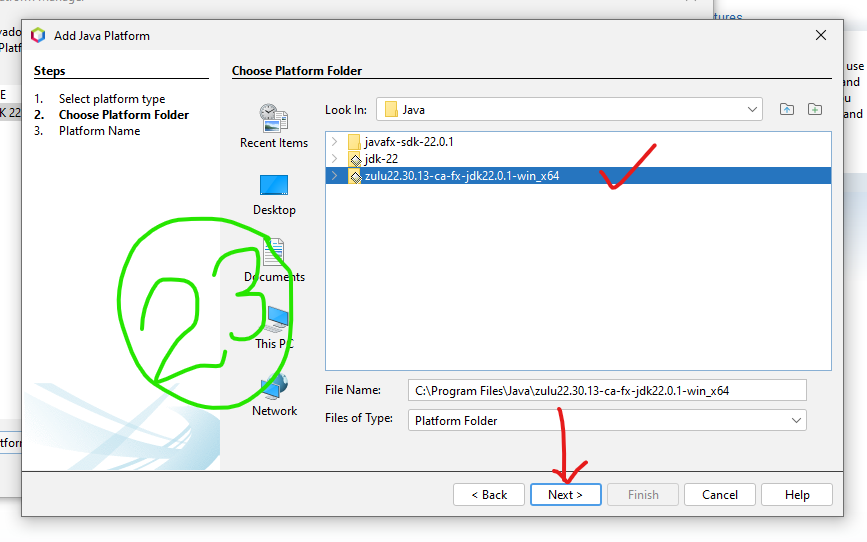 tures
Add Java Platform
Steps
1. Select platform type
2. Choose Platform Folder
3. Platform Name
Choose Platform Folder
Look In: Java
Recent Items
Desktop
Documents
This PC
Network
javafx-sdk-22.0.1
jdk-22
zulu22.30.13-ca-fx-jdk22.0.1-win_x64
23
File Name: C:\Program Files\Java\zulu22.30.13-ca-fx-jdk22.0.1-win_x64
Files of Type: Platform Folder
< Back Next > Finish Cancel Help
use
and